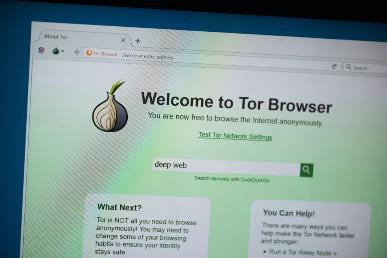 About Tor
Tor Browser Search or enter address
Search
Welcome to Tor Browser
You are now free to browse the Internet anonymously.
Test Tor Network Settings
deep web
Search securely with DuckDuckGo.
What Next?
Tor is NOT all you need to browse
anonymously! You may need to
change some of your browsing
habits to ensure your identity
stays safe.
You Can Help!
There are many ways you can
help make the Tor Network faster
and stronger:
Run a Tor Relay Node »